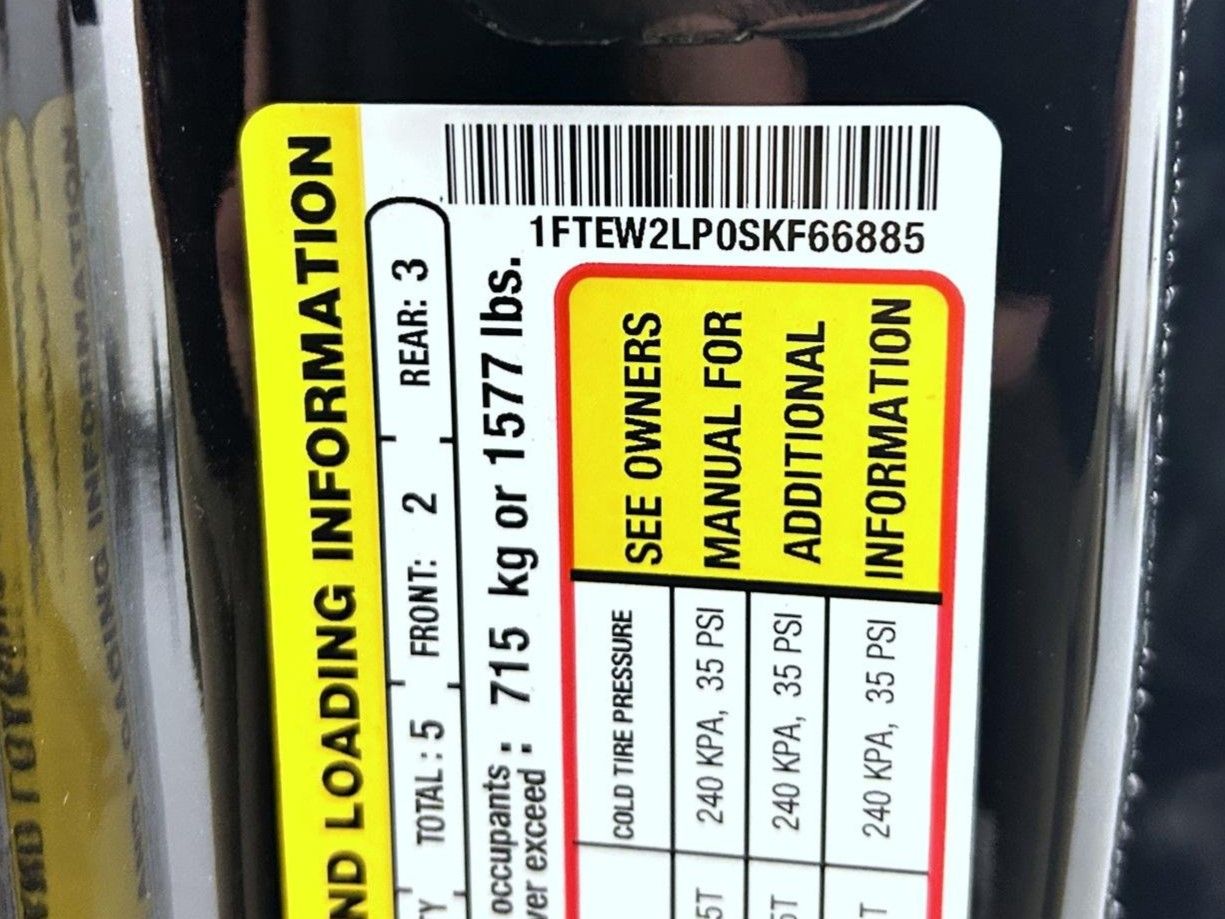 ND LOADING INFORMATION
TOTAL: 5 FRONT: 2 REAR: 3
occupants
ver exceed : 715 kg or 1577 lbs.
1FTEW2LP0SKF66885
COLD TIRE PRESSURE
240 KPA, 35 PSI
240 KPA, 35 PSI
240 KPA, 35 PSI
SEE OWNERS
MANUAL FOR
ADDITIONAL
INFORMATION